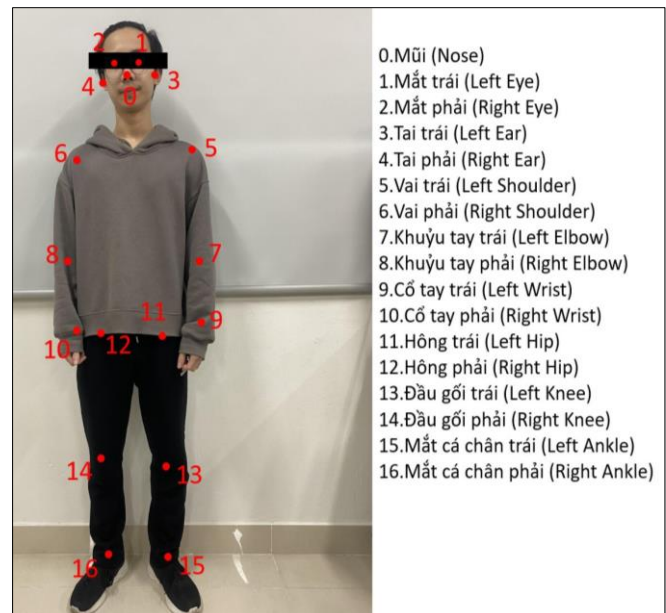 2 1
4 0 3
6 5
8 7
11 9
10 12
14 13
16 15
0.Mũi (Nose)
1.Mắt trái (Left Eye)
2.Mắt phải (Right Eye)
3.Tai trái (Left Ear)
4.Tai phải (Right Ear)
5.Vai trái (Left Shoulder)
6.Vai phải (Right Shoulder)
7.Khuỷu tay trái (Left Elbow)
8.Khuỷu tay phải (Right Elbow)
9.Cổ tay trái (Left Wrist)
10.Cổ tay phải (Right Wrist)
11.Hông trái (Left Hip)
12.Hông phải (Right Hip)
13.Đầu gối trái (Left Knee)
14.Đầu gối phải (Right Knee)
15.Mắt cá chân trái (Left Ankle)
16.Mắt cá chân phải (Right Ankle)